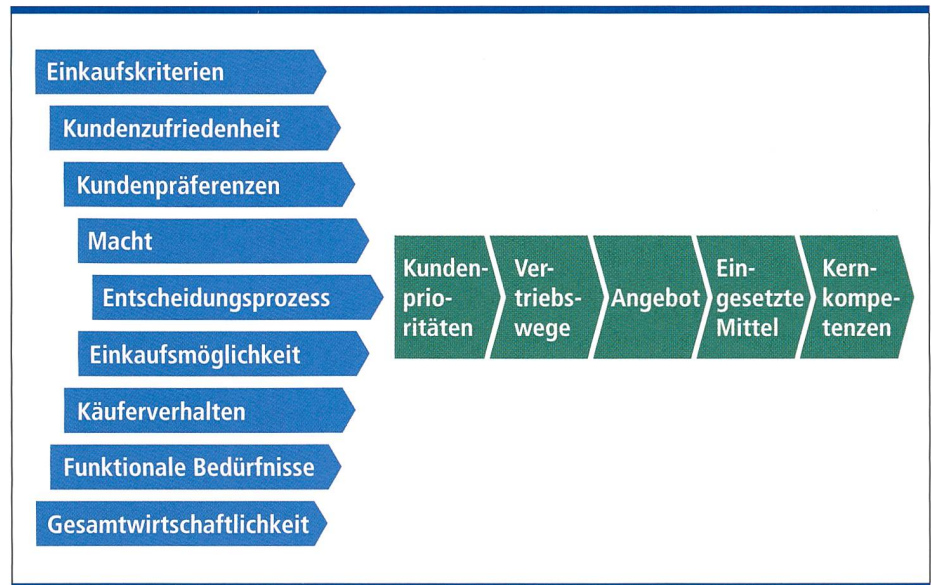 Einkaufskriterien
Kundenzufriedenheit
Kundenpräferenzen
Macht
Entscheidungsprozess
Einkaufsmöglichkeit
Käuferverhalten
Funktionale Bedürfnisse
Gesamtwirtschaftlichkeit
Kunden-
prio-
ritäten
Ver-
triebs-
wege
Angebot
Ein-
gesetzte
Mittel
Kern-
kompe-
tenzen